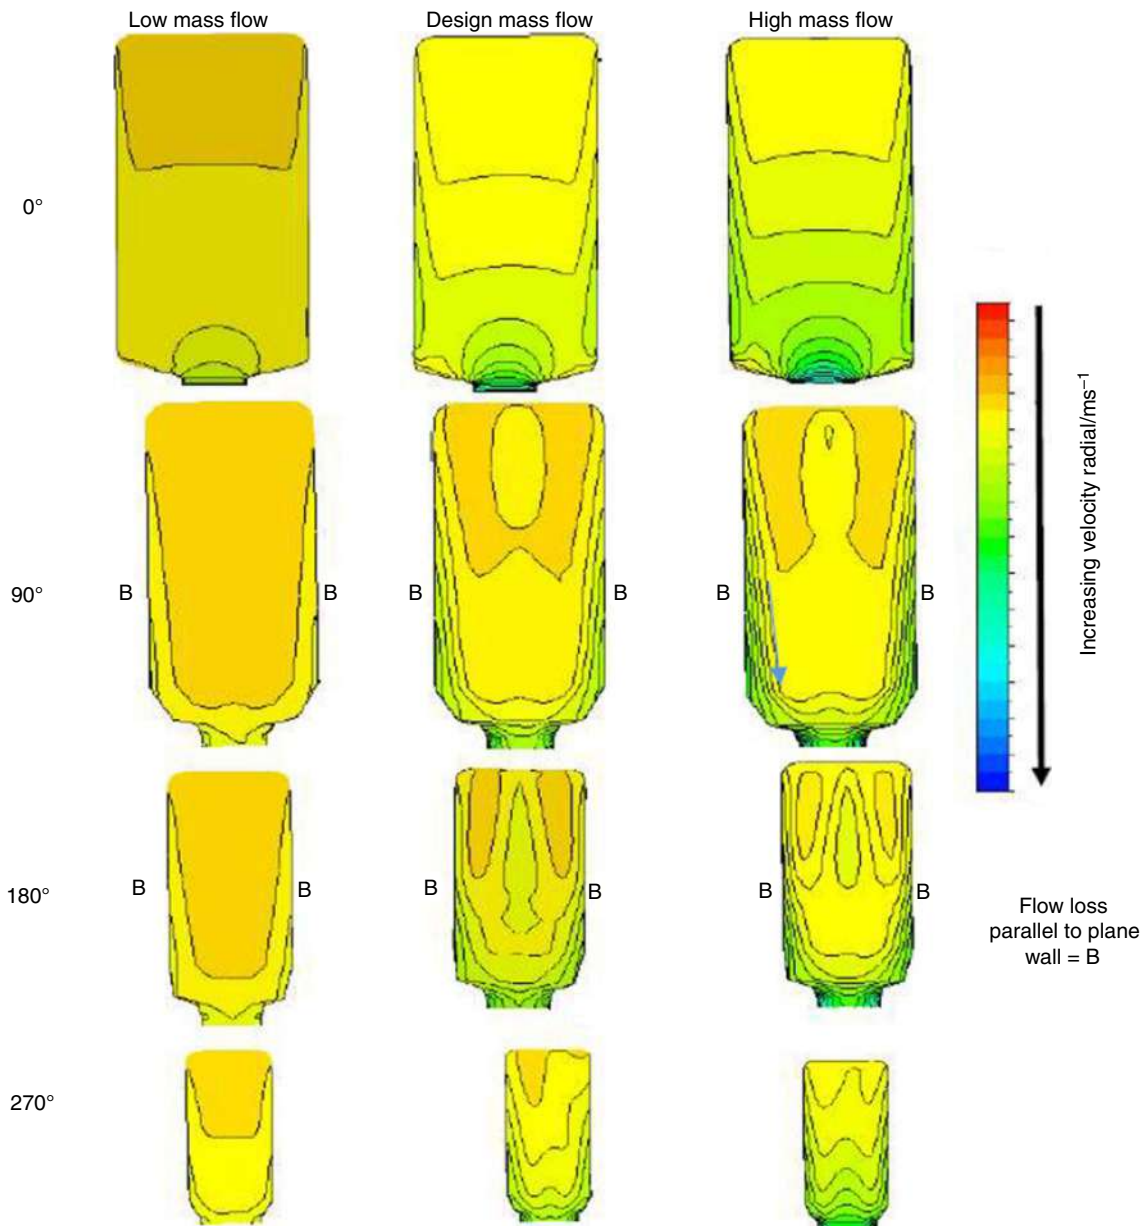 Low mass flow
Design mass flow
High mass flow
0°
Increasing velocity radial/ms⁻¹
90°
B
B
B
B
B
B
180°
B
B
B
B
B
B
Flow loss
parallel to plane
wall = B
270°